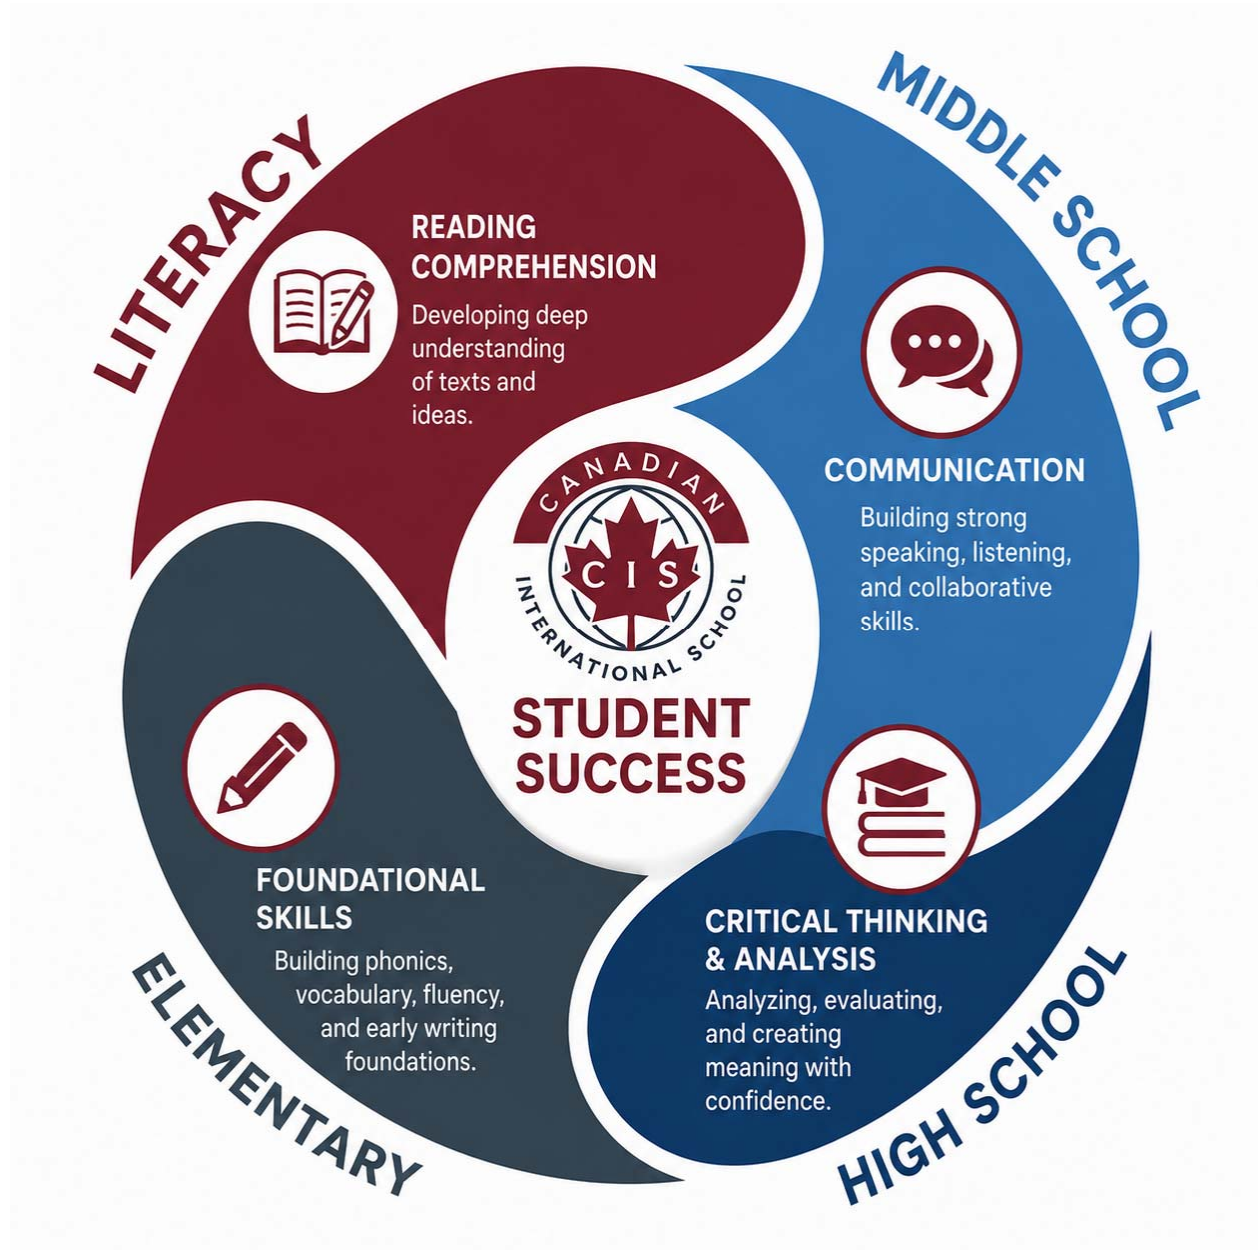 LITERACY
READING
COMPREHENSION
Developing deep
understanding
of texts and
ideas.
MIDDLE SCHOOL
COMMUNICATION
Building strong
speaking, listening,
and collaborative
skills.
CANADIAN
CIS
INTERNATIONAL SCHOOL
STUDENT
SUCCESS
ELEMENTARY
FOUNDATIONAL
SKILLS
Building phonics,
vocabulary, fluency,
and early writing
foundations.
HIGH SCHOOL
CRITICAL THINKING
& ANALYSIS
Analyzing, evaluating,
and creating
meaning with
confidence.